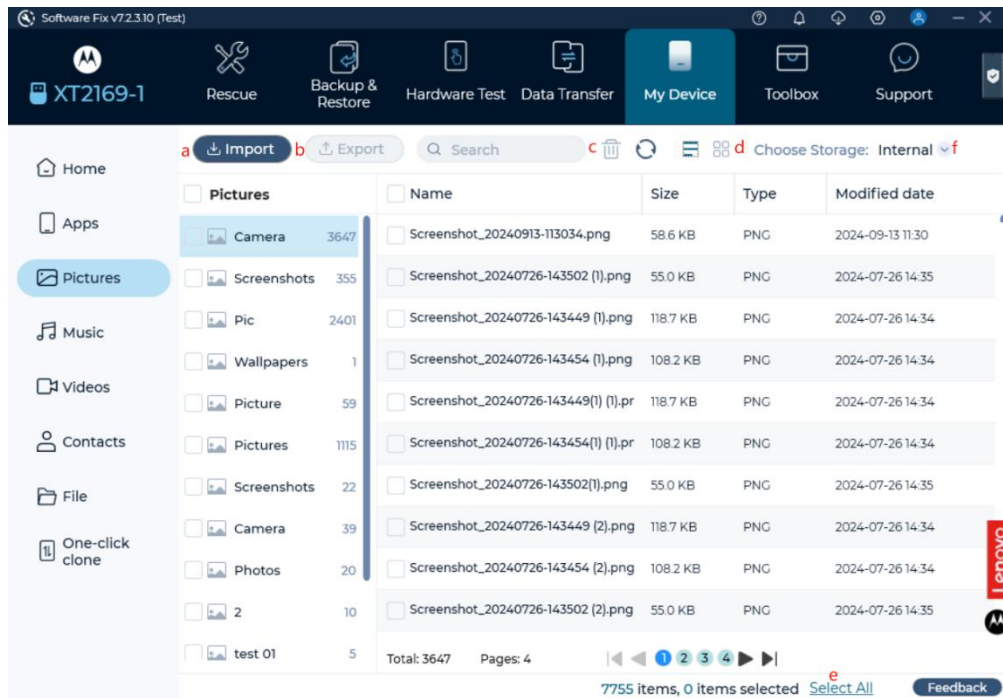 Software Fix v7.2.3.10 (Test)
XT2169-1
Rescue
Backup &
Restore
Hardware Test
Data Transfer
My Device
Toolbox
Support
Home
Apps
Pictures
Music
Videos
Contacts
File
One-click
clone
a Import b Export Search c d Choose Storage: Internal f
Pictures Name Size Type Modified date
Camera 3647
Screenshots 355
Pic 2401
Wallpapers 1
Picture 59
Pictures 1115
Screenshots 22
Camera 39
Photos 20
2 10
test 01 5
Screenshot_20240913-113034.png 58.6 KB PNG 2024-09-13 11:30
Screenshot_20240726-143502 (1).png 55.0 KB PNG 2024-07-26 14:35
Screenshot_20240726-143449 (1).png 118.7 KB PNG 2024-07-26 14:34
Screenshot_20240726-143454 (1).png 108.2 KB PNG 2024-07-26 14:34
Screenshot_20240726-143449(1) (1).pr 118.7 KB PNG 2024-07-26 14:34
Screenshot_20240726-143454(1) (1).pr 108.2 KB PNG 2024-07-26 14:34
Screenshot_20240726-143502(1).png 55.0 KB PNG 2024-07-26 14:35
Screenshot_20240726-143449 (2).png 118.7 KB PNG 2024-07-26 14:34
Screenshot_20240726-143454 (2).png 108.2 KB PNG 2024-07-26 14:34
Screenshot_20240726-143502 (2).png 55.0 KB PNG 2024-07-26 14:35
Lenovo
Total: 3647 Pages: 4 1 2 3 4
e
7755 items, 0 items selected Select All Feedback